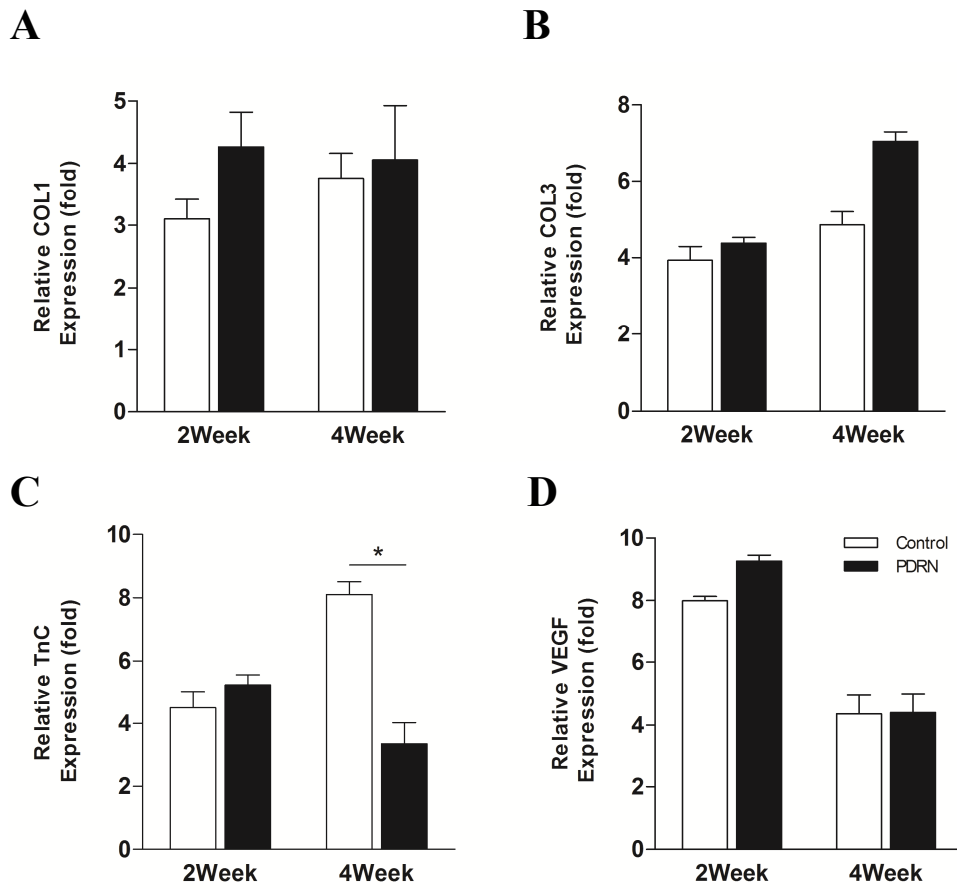 A
Relative COL1
Expression (fold)
5
4
3
2
1
0
2Week
4Week
B
Relative COL3
Expression (fold)
8
6
4
2
0
2Week
4Week
C
Relative TnC
Expression (fold)
10
8
6
4
2
0
*
2Week
4Week
D
Relative VEGF
Expression (fold)
10
8
6
4
2
0
Control
PDRN
2Week
4Week